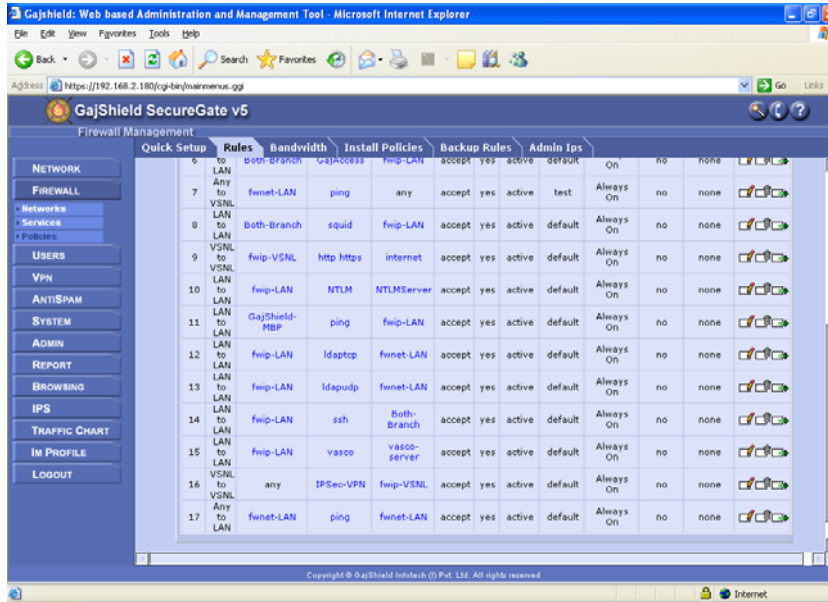 Gajshield: Web based Administration and Management Tool - Microsoft Internet Explorer
File Edit View Favorites Tools Help
Back Search Favorites
Address https://192.168.2.180/cgi-bin/mainmenus.ggi Go Links
GajShield SecureGate v5
Firewall Management
Quick Setup Rules Bandwidth Install Policies Backup Rules Admin Ips
NETWORK
FIREWALL
Networks
Services
Policies
USERS
VPN
ANTISPAM
SYSTEM
ADMIN
REPORT
BROWSING
IPS
TRAFFIC CHART
IM PROFILE
LOGOUT
6 to LAN Both-Branch GajAccess fwip-LAN accept yes active default On no none
7 Any to VSNL fwnet-LAN ping any accept yes active test Always On no none
8 LAN to LAN Both-Branch squid fwip-LAN accept yes active default Always On no none
9 VSNL to VSNL fwip-VSNL http https internet accept yes active default Always On no none
10 LAN to LAN fwip-LAN NTLM NTLMServer accept yes active default Always On no none
11 LAN to LAN GajShield-MBP ping fwip-LAN accept yes active default Always On no none
12 LAN to LAN fwip-LAN ldaptcp fwnet-LAN accept yes active default Always On no none
13 LAN to LAN fwip-LAN ldapudp fwnet-LAN accept yes active default Always On no none
14 LAN to LAN fwip-LAN ssh Both-Branch accept yes active default Always On no none
15 LAN to LAN fwip-LAN vasco vasco-server accept yes active default Always On no none
16 VSNL to VSNL any IPSec-VPN fwip-VSNL accept yes active default Always On no none
17 Any to LAN fwnet-LAN ping fwnet-LAN accept yes active default Always On no none
Copyright © GajShield Infotech (I) Pvt. Ltd. All rights reserved
Internet